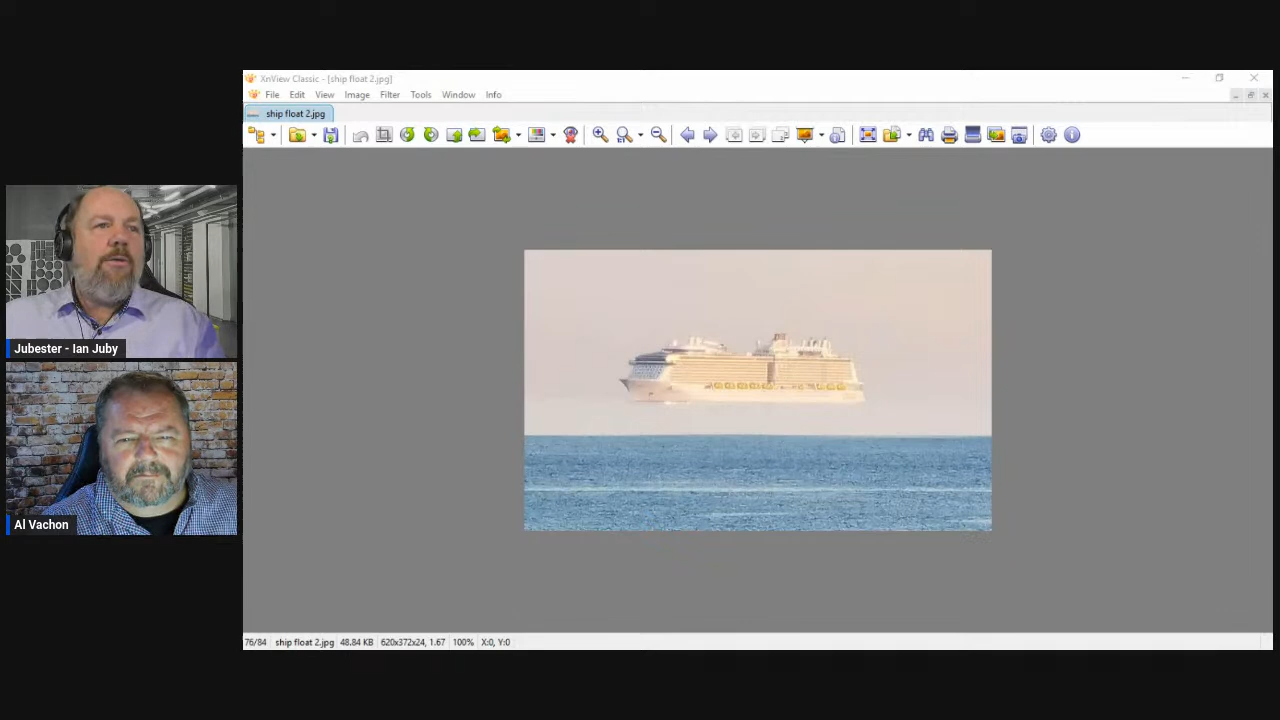 XnView Classic - [ship float 2.jpg]
File Edit View Image Filter Tools Window Info
ship float 2.jpg
Jubester - Ian Juby
Al Vachon
76/84 ship float 2.jpg 48.84 KB 620x372x24, 1.67 100% X:0, Y:0